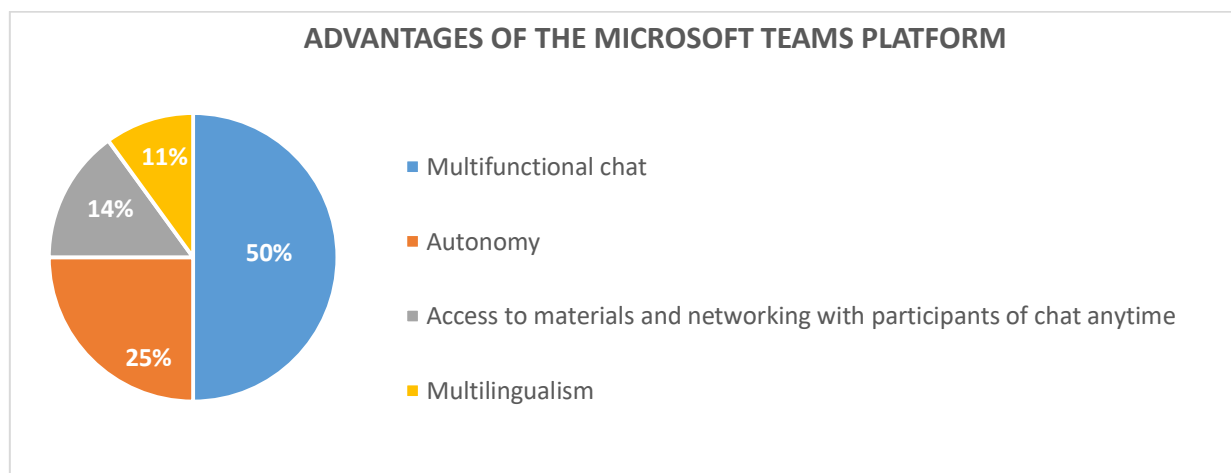 ADVANTAGES OF THE MICROSOFT TEAMS PLATFORM
11%
14%
50%
25%
Multifunctional chat
Autonomy
Access to materials and networking with participants of chat anytime
Multilingualism